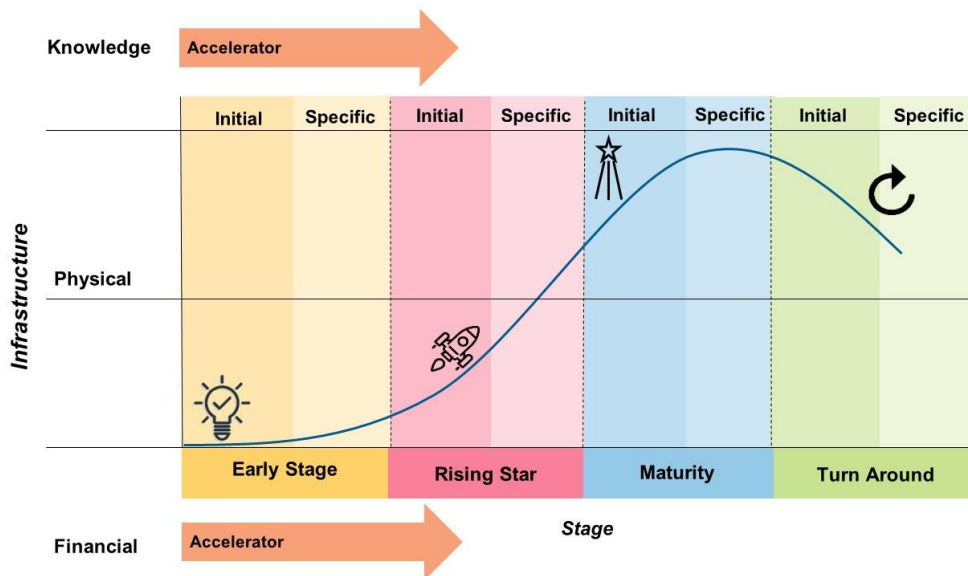 Knowledge
Accelerator
Initial
Specific
Initial
Specific
Initial
Specific
Initial
Specific
Infrastructure
Physical
Early Stage
Rising Star
Maturity
Turn Around
Stage
Financial
Accelerator